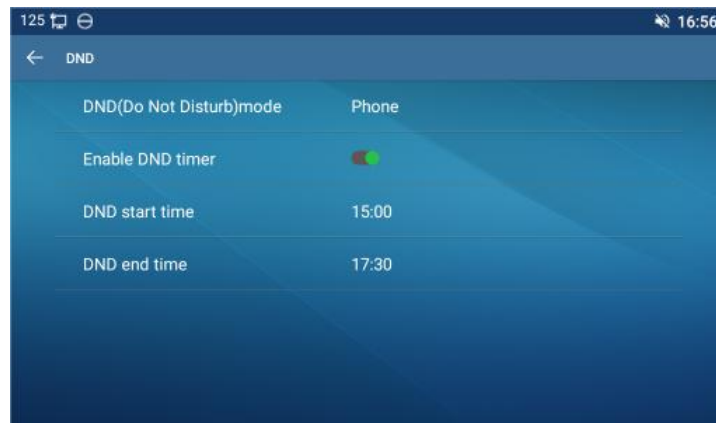 125 16:56
DND
DND(Do Not Disturb)mode Phone
Enable DND timer
DND start time 15:00
DND end time 17:30